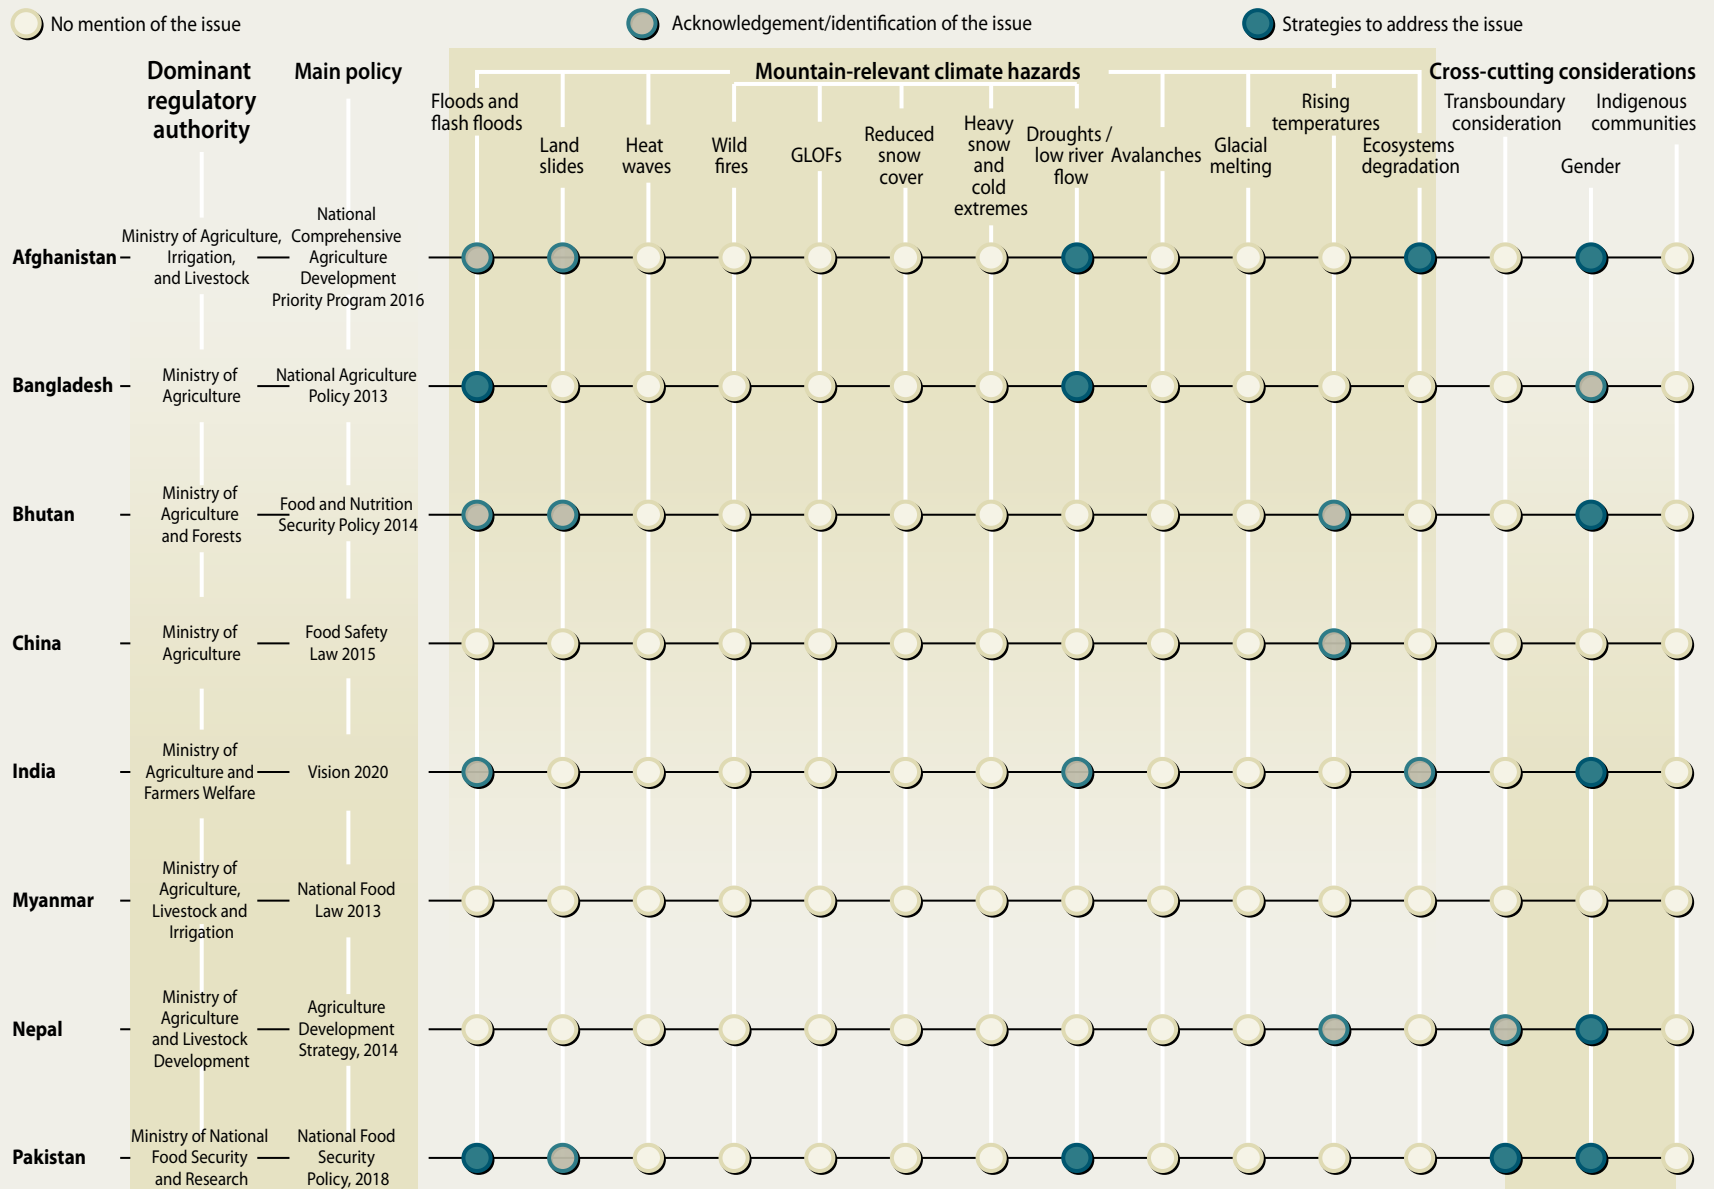 No mention of the issue
Acknowledgement/identification of the issue
Strategies to address the issue
Dominant
regulatory
authority
Main policy
Mountain-relevant climate hazards
Cross-cutting considerations
Floods and
flash floods
Land
slides
Heat
waves
Wild
fires
GLOFs
Reduced
snow
cover
Heavy
snow
and
cold
extremes
Droughts /
low river
flow
Avalanches
Glacial
melting
Rising
temperatures
Ecosystems
degradation
Transboundary
consideration
Gender
Indigenous
communities
Afghanistan
Ministry of Agriculture,
Irrigation,
and Livestock
National
Comprehensive
Agriculture
Development
Priority Program 2016
Bangladesh
Ministry of
Agriculture
National Agriculture
Policy 2013
Bhutan
Ministry of
Agriculture
and Forests
Food and Nutrition
Security Policy 2014
China
Ministry of
Agriculture
Food Safety
Law 2015
India
Ministry of
Agriculture and
Farmers Welfare
Vision 2020
Myanmar
Ministry of
Agriculture,
Livestock and
Irrigation
National Food
Law 2013
Nepal
Ministry of
Agriculture
and Livestock
Development
Agriculture
Development
Strategy, 2014
Pakistan
Ministry of National
Food Security
and Research
National Food
Security
Policy, 2018